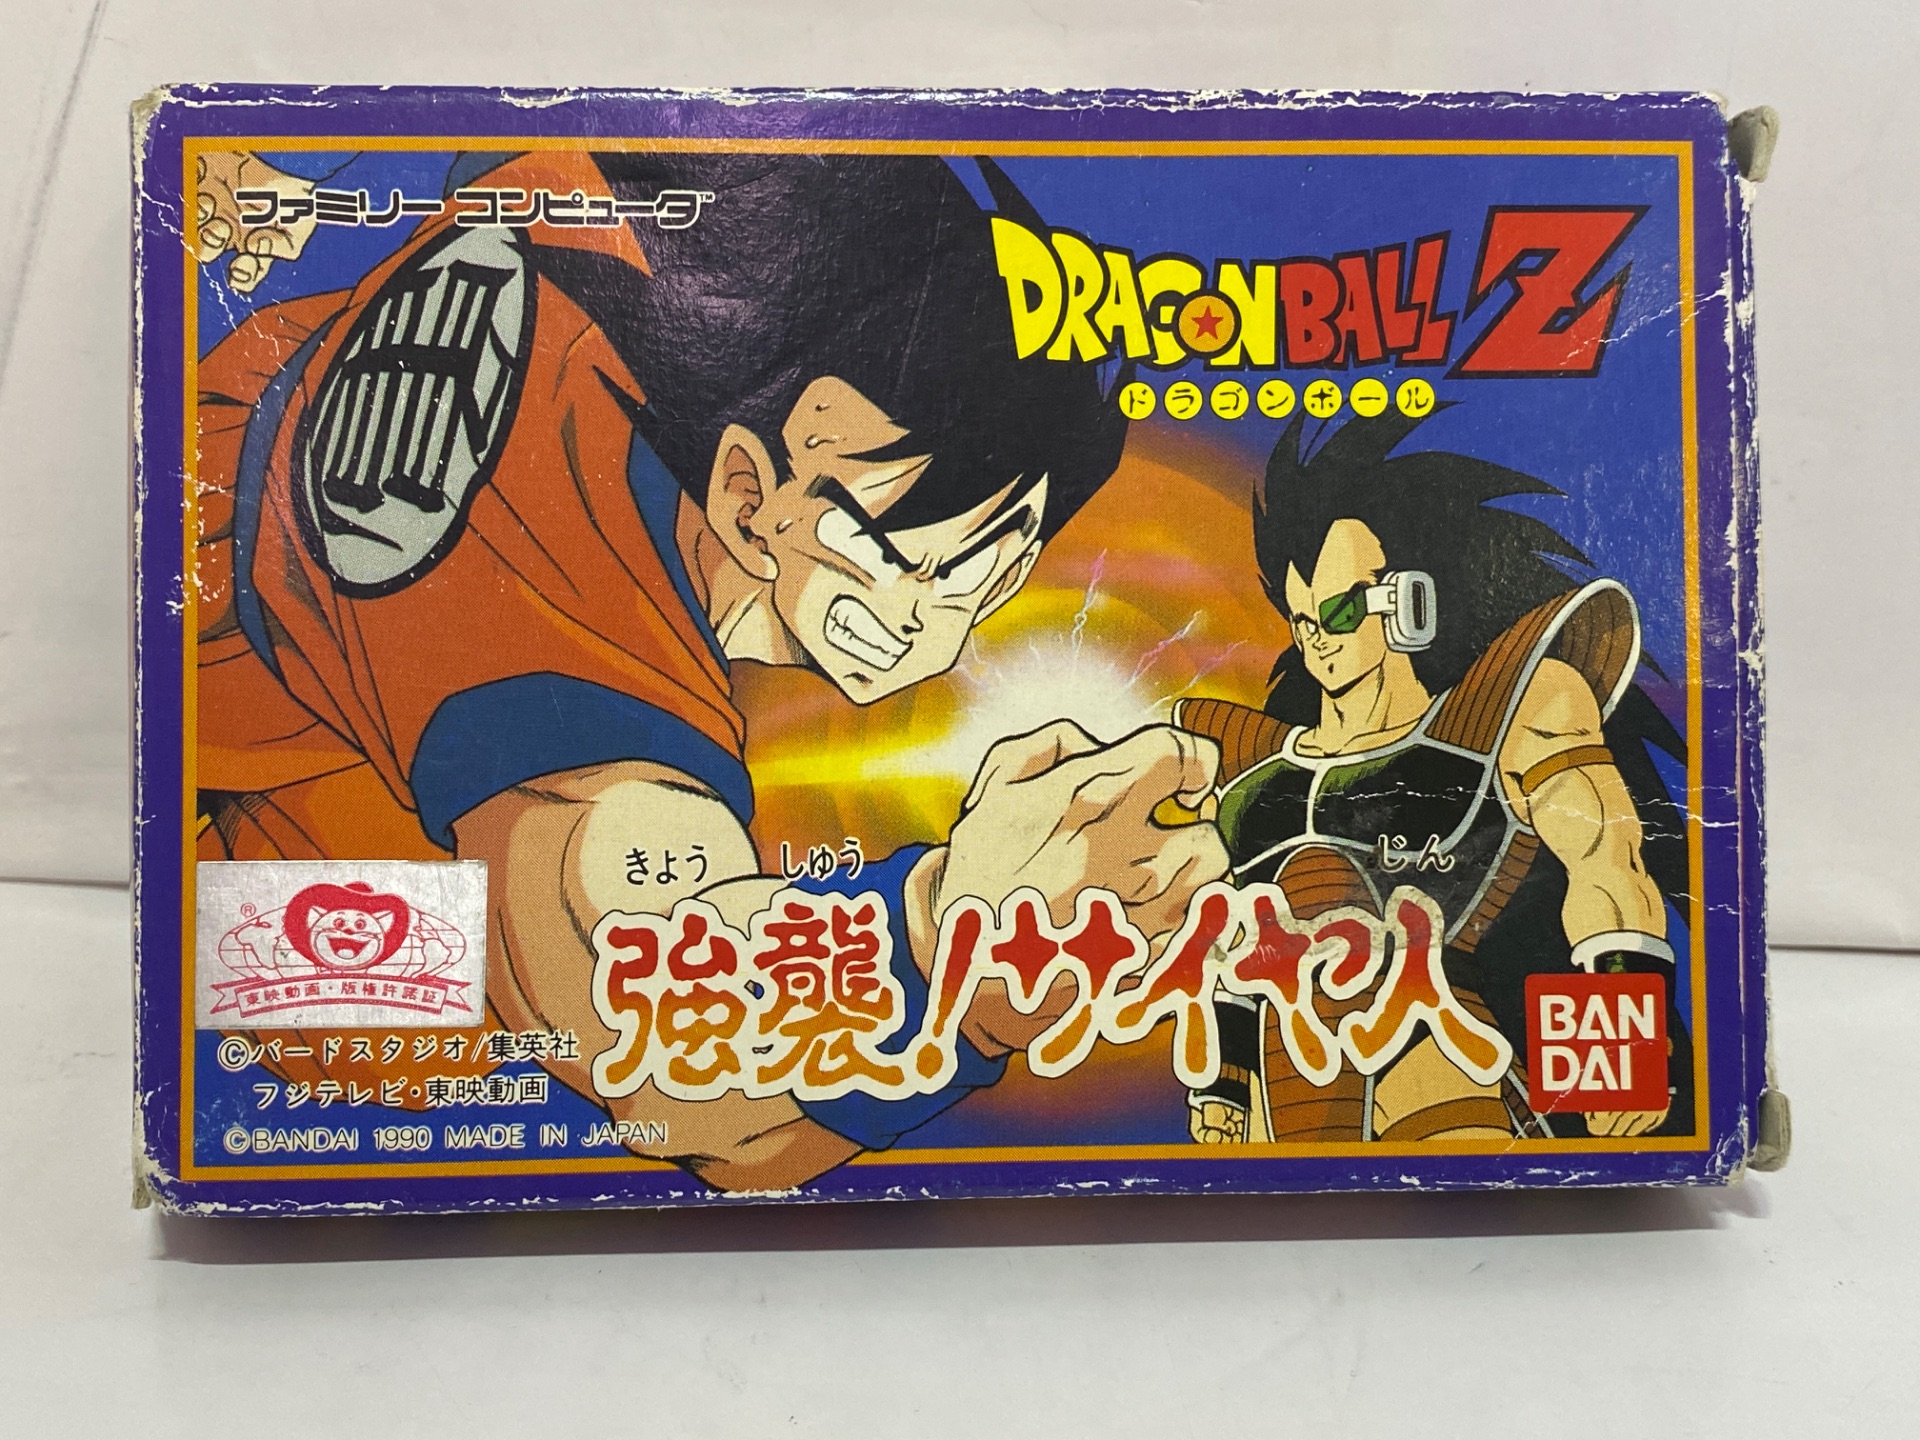 ファミリーコンピュータ™
DRAGONBALL Z
ドラゴンボール
きょう しゅう じん
強襲!サイヤ人
®
東映動画・版権許諾証
©バードスタジオ/集英社
フジテレビ・東映動画
©BANDAI 1990 MADE IN JAPAN
BAN
DAI